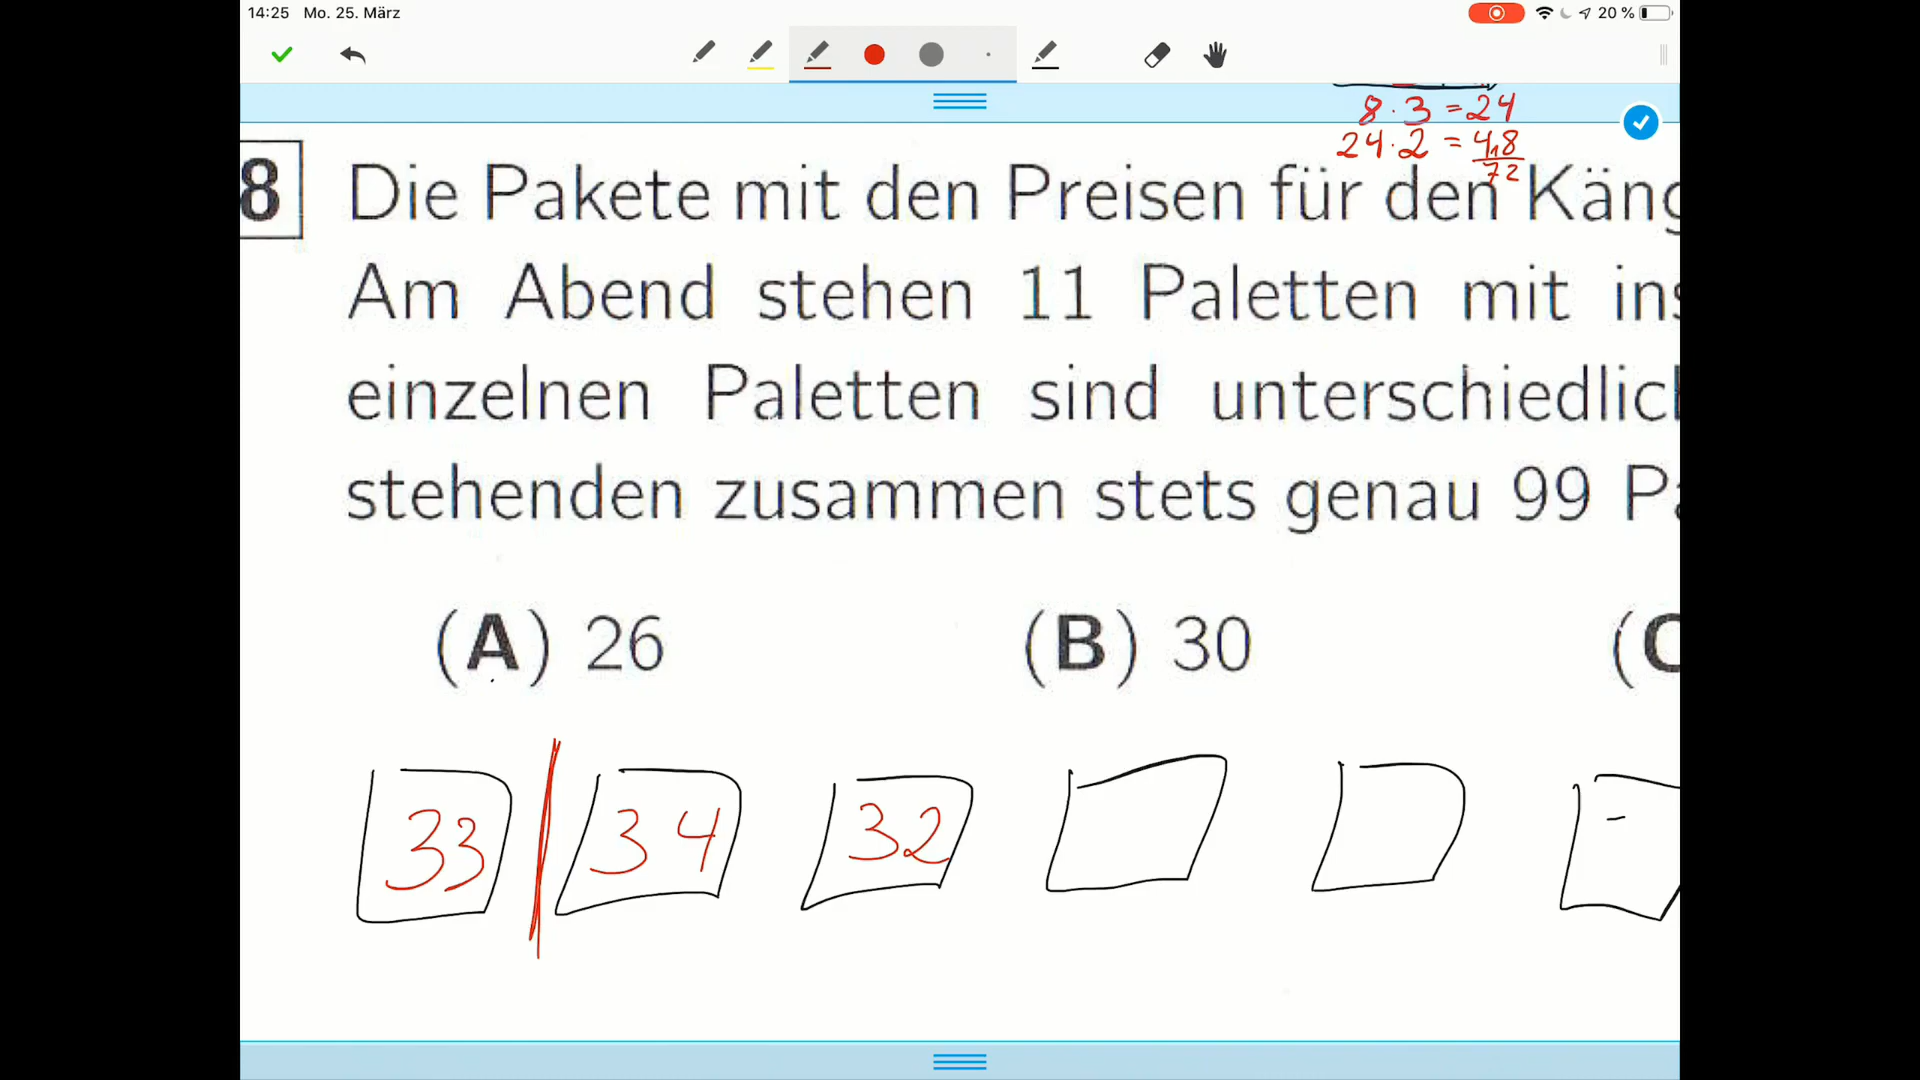 14:25 Mo. 25. März 20 %
8 · 3 = 24
24 · 2 = 48
72
8 Die Pakete mit den Preisen für den Käng
Am Abend stehen 11 Paletten mit ins
einzelnen Paletten sind unterschiedlich
stehenden zusammen stets genau 99 Pa
(A) 26 (B) 30 (C
33 34 32